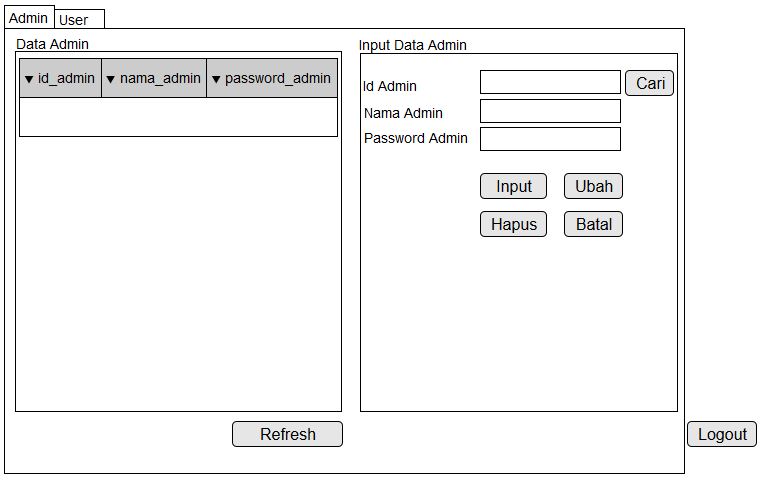 Admin User
Data Admin
id_admin nama_admin password_admin
Input Data Admin
Id Admin Cari
Nama Admin
Password Admin
Input Ubah
Hapus Batal
Refresh
Logout